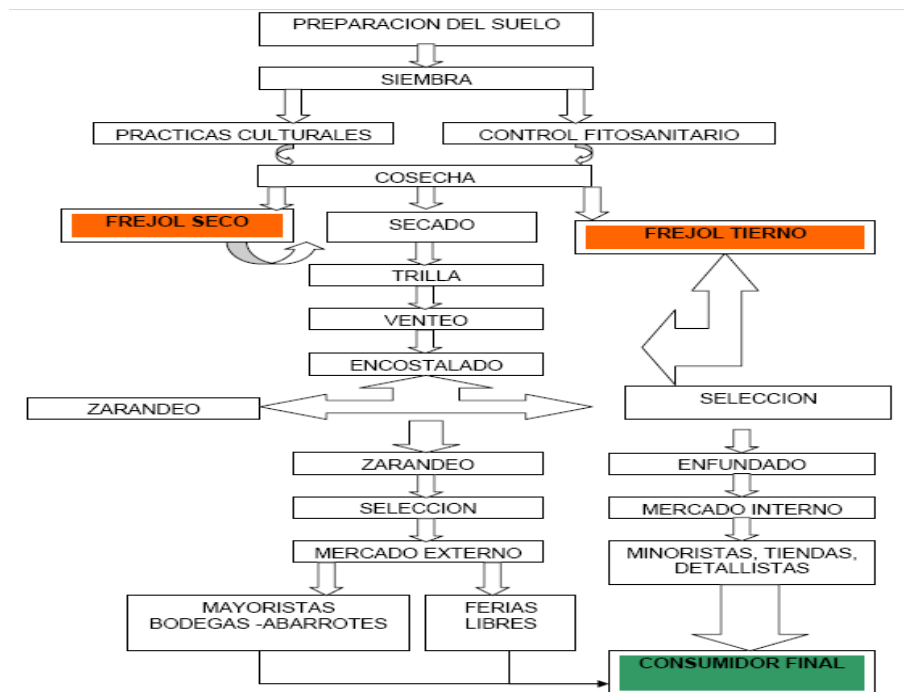 PREPARACION DEL SUELO
SIEMBRA
PRACTICAS CULTURALES
CONTROL FITOSANITARIO
COSECHA
FREJOL SECO
SECADO
FREJOL TIERNO
TRILLA
VENTEO
ENCOSTALADO
ZARANDEO
SELECCION
ZARANDEO
ENFUNDADO
SELECCION
MERCADO INTERNO
MERCADO EXTERNO
MINORISTAS, TIENDAS,
DETALLISTAS
MAYORISTAS
BODEGAS -ABARROTES
FERIAS
LIBRES
CONSUMIDOR FINAL